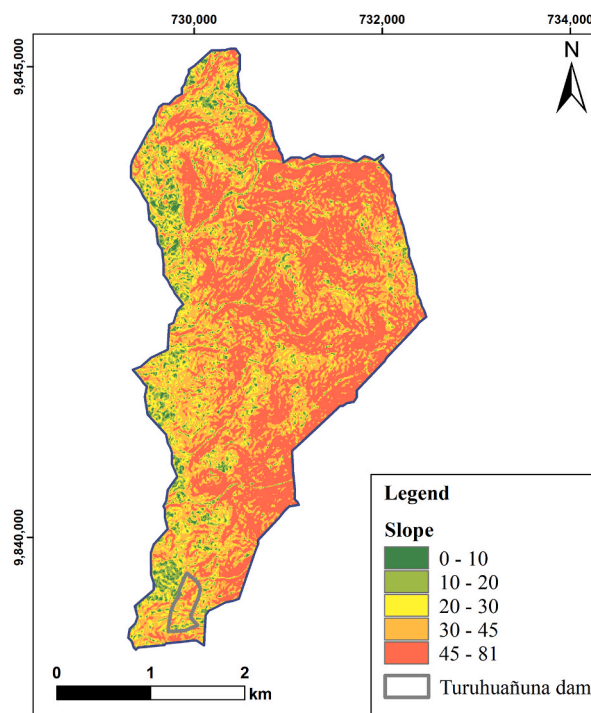 730,000 732,000 734,000
9,845,000
N
9,840,000
Legend
Slope
0 - 10
10 - 20
20 - 30
30 - 45
45 - 81
Turuhuañuna dam
0 1 2
km